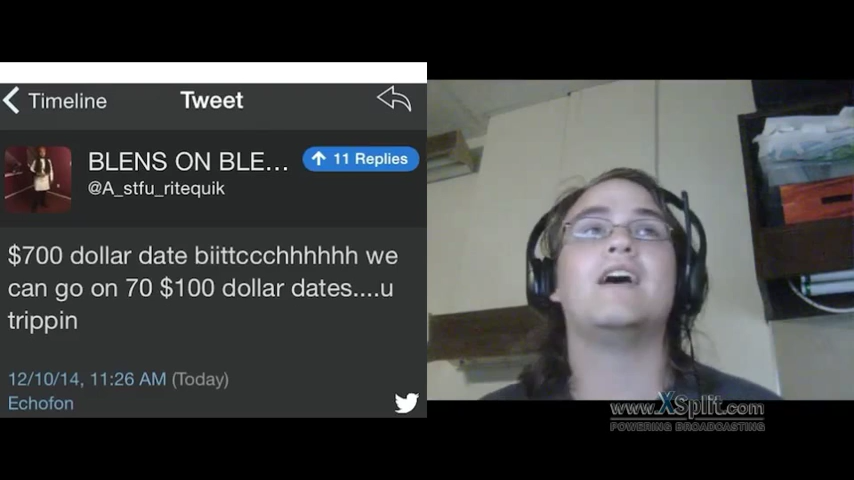 Timeline
Tweet
BLENS ON BLE...
11 Replies
@A_stfu_ritequik
$700 dollar date biittccchhhhhh we
can go on 70 $100 dollar dates....u
trippin
12/10/14, 11:26 AM (Today)
Echofon
www.XSplit.com
POWERING BROADCASTING